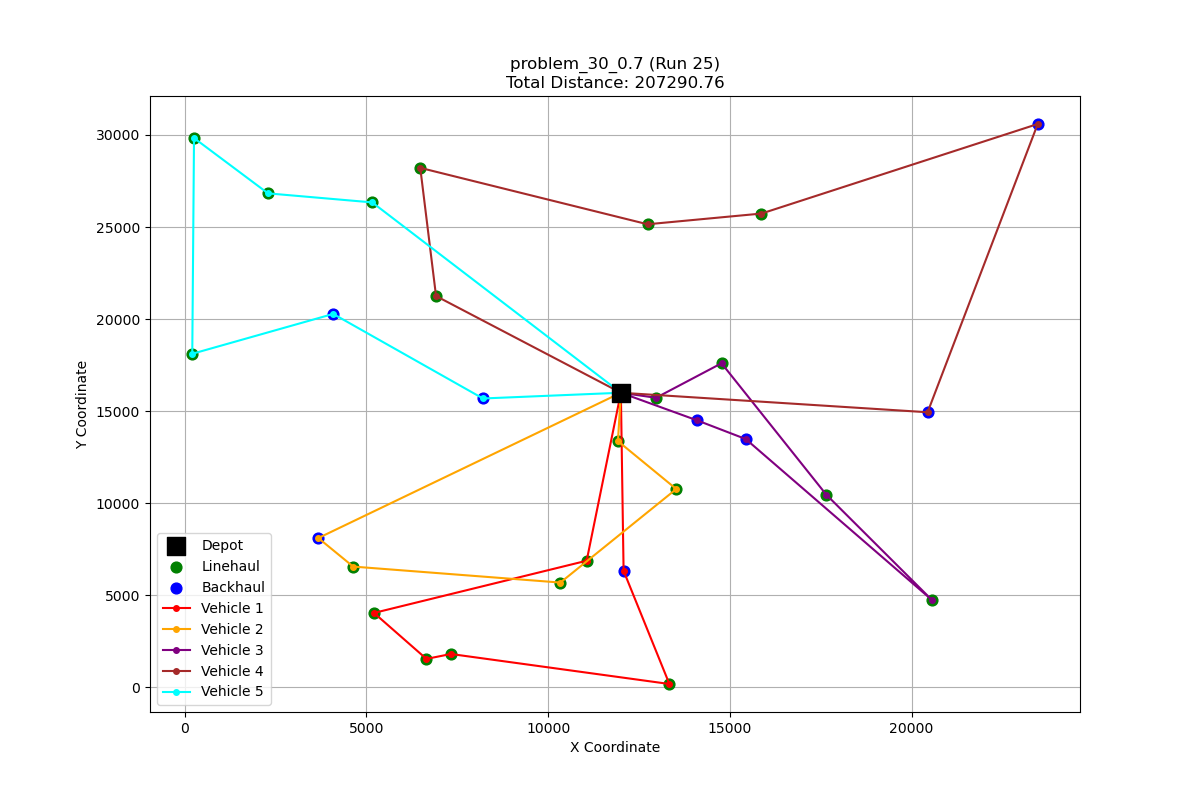 problem_30_0.7 (Run 25)
Total Distance: 207290.76
30000
25000
20000
15000
10000
5000
0
Y Coordinate
Depot
Linehaul
Backhaul
Vehicle 1
Vehicle 2
Vehicle 3
Vehicle 4
Vehicle 5
0 5000 10000 15000 20000
X Coordinate